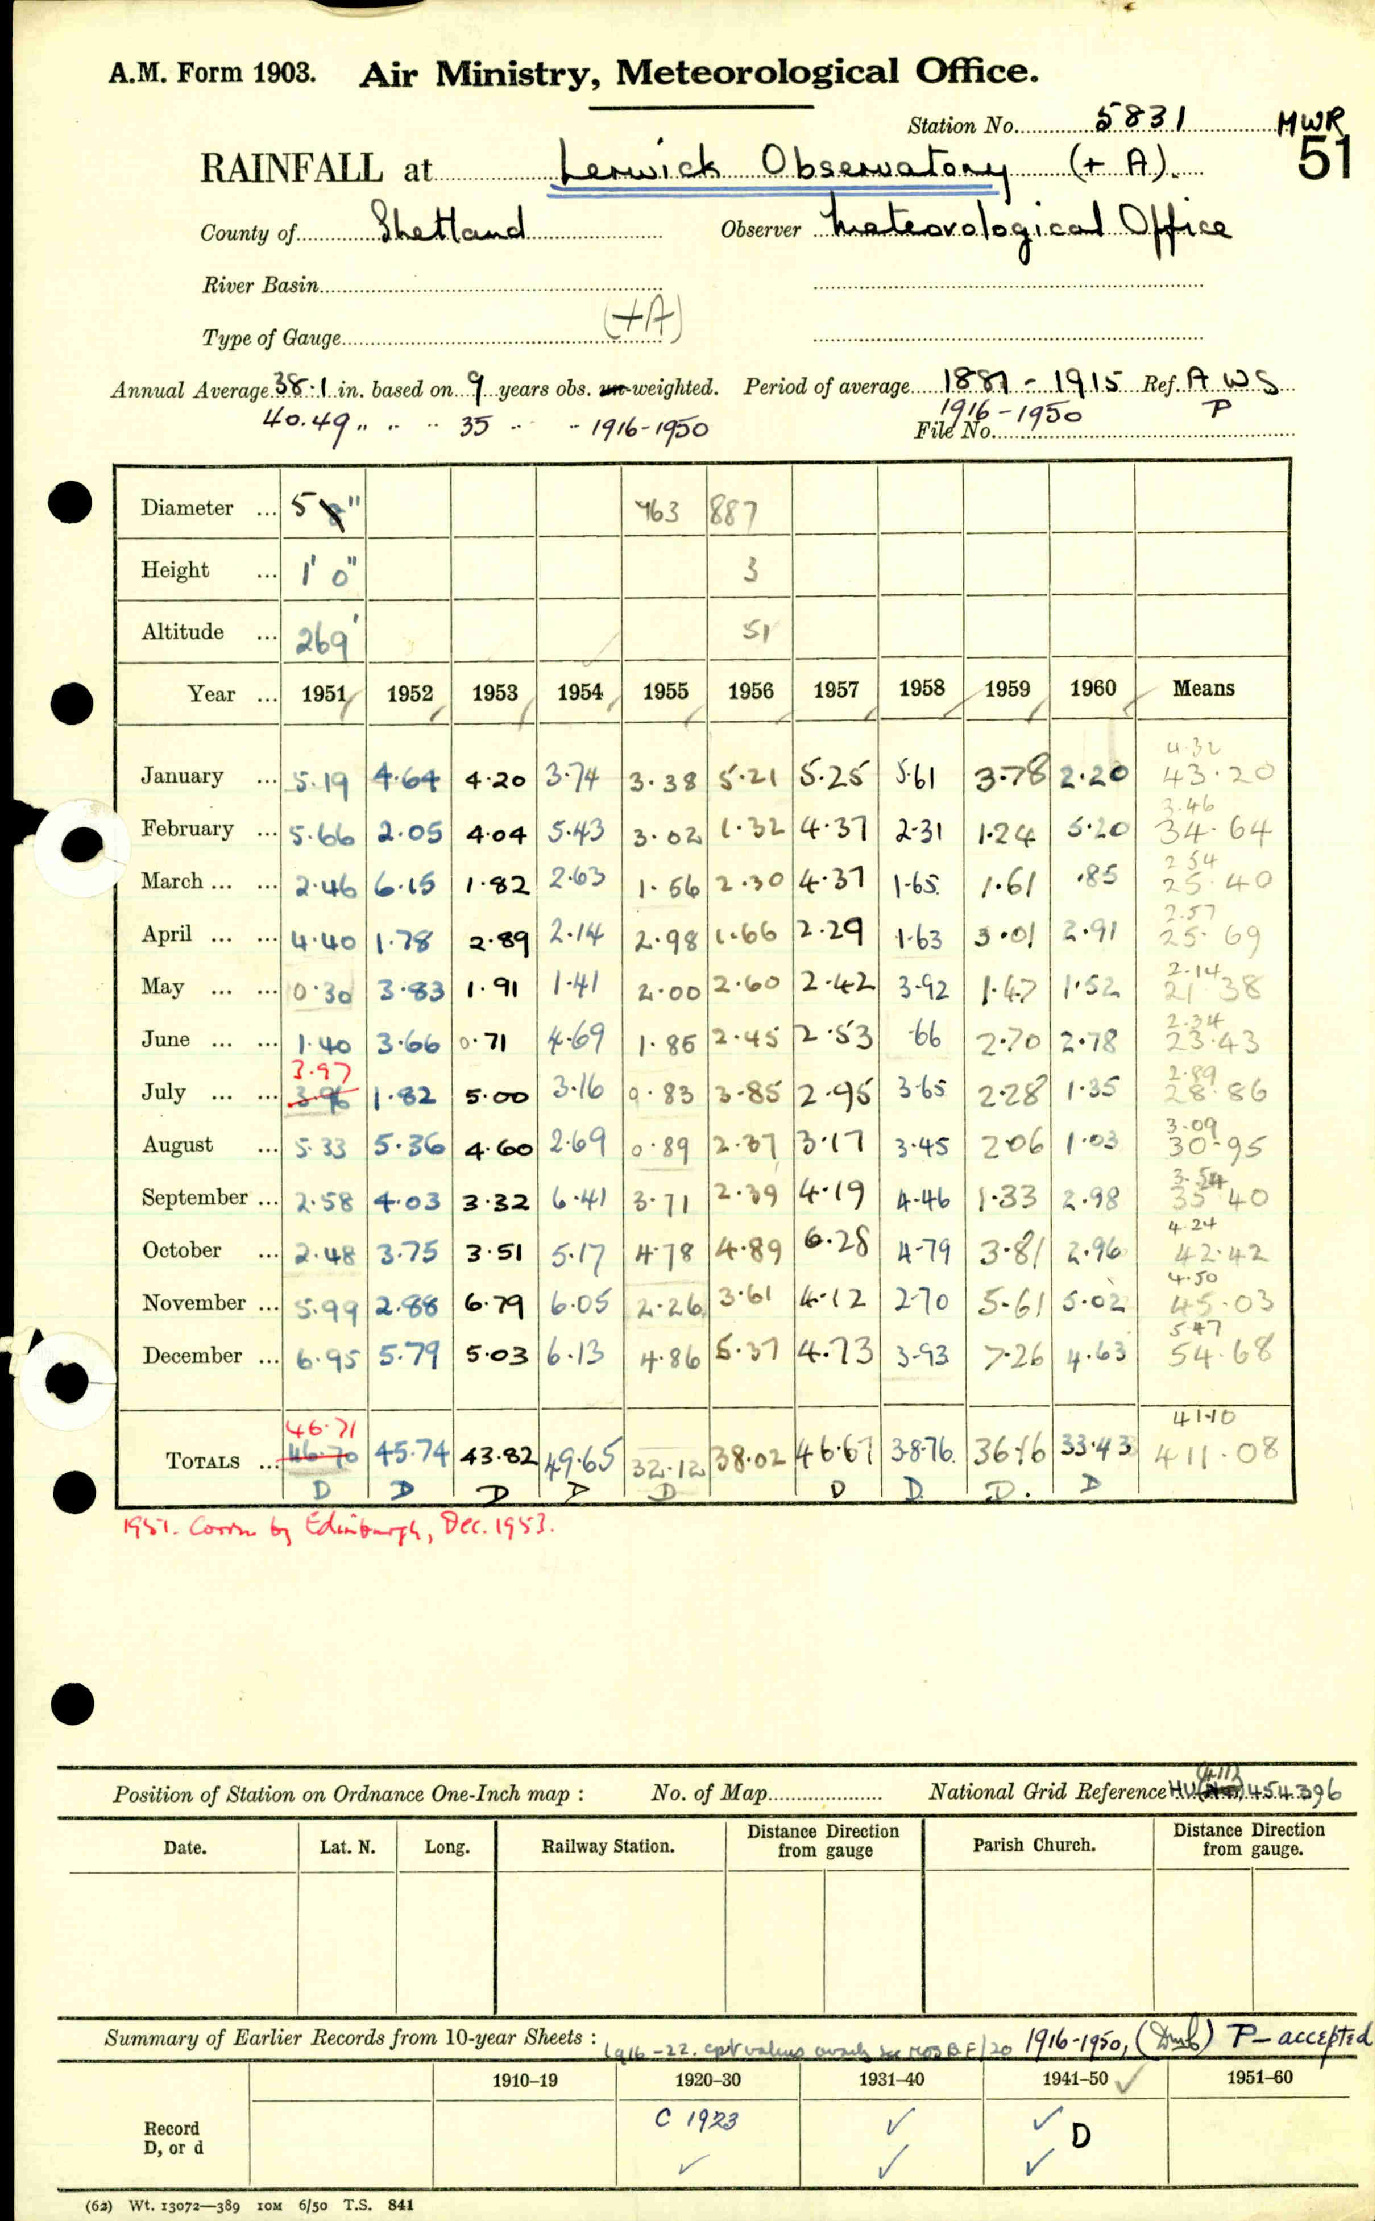 A.M. Form 1903. Air Ministry, Meteorological Office.
Station No. 5831 MWR
RAINFALL at Lerwick Observatory (+ A). 51
County of Shetland Observer Meteorological Office
River Basin
Type of Gauge (+A)
Annual Average 38.1 in. based on 9 years obs. un-weighted. Period of average 1881 - 1915 Ref. A W S
40.49 " " " 35 " " 1916-1950 1916-1950 P
File No.
Diameter ... 5 8" 463 887
Height ... 1' 0" 3
Altitude ... 269' 51
Year ... 1951 1952 1953 1954 1955 1956 1957 1958 1959 1960 Means
4.32
January ... 5.19 4.64 4.20 3.74 3.38 5.21 5.25 5.61 3.78 2.20 43.20
3.46
February ... 5.66 2.05 4.04 5.43 3.02 1.32 4.37 2.31 1.24 5.20 34.64
2 54
March ... ... 2.46 6.15 1.82 2.63 1.56 2.30 4.37 1.65 1.61 .85 25.40
2.57
April ... ... 4.40 1.78 2.89 2.14 2.98 1.66 2.29 1.63 3.01 2.91 25.69
2.14
May ... ... 0.30 3.83 1.91 1.41 2.00 2.60 2.42 3.92 1.47 1.52 21.38
2.34
June ... ... 1.40 3.66 0.71 4.69 1.85 2.45 2.53 .66 2.70 2.78 23.43
3.97 2.89
July ... ... 3.96 1.82 5.00 3.16 0.83 3.85 2.95 3.65 2.28 1.35 28.86
3.09
August ... 5.33 5.36 4.60 2.69 0.89 2.37 3.17 3.45 2.06 1.03 30.95
3.54
September ... 2.58 4.03 3.32 6.41 3.71 2.39 4.19 4.46 1.33 2.98 35 40
4.24
October ... 2.48 3.75 3.51 5.17 4.78 4.89 6.28 4.79 3.81 2.96 42.42
4.50
November ... 5.99 2.88 6.79 6.05 2.26 3.61 4.12 2.70 5.61 5.02 45.03
5.47
December ... 6.95 5.79 5.03 6.13 4.86 5.37 4.73 3.93 7.26 4.63 54.68
46.71 41.10
TOTALS ... 46.70 45.74 43.82 49.65 32.12 38.02 46.67 38.76 36.16 33.43 411.08
D D D D D D D D. D
1951. Corrn by Edinburgh, Dec. 1953.
Position of Station on Ordnance One-Inch map : No. of Map National Grid Reference HU (411) 454396
Date. Lat. N. Long. Railway Station. Distance Direction from gauge Parish Church. Distance Direction from gauge.
Summary of Earlier Records from 10-year Sheets : 1916-22. 1916-1950, P - accepted
1910–19 1920–30 1931–40 1941–50 ✓ 1951–60
Record C 1923 ✓ ✓ D
D, or d ✓ ✓ ✓
(62) Wt. 13072—389 10M 6/50 T.S. 841